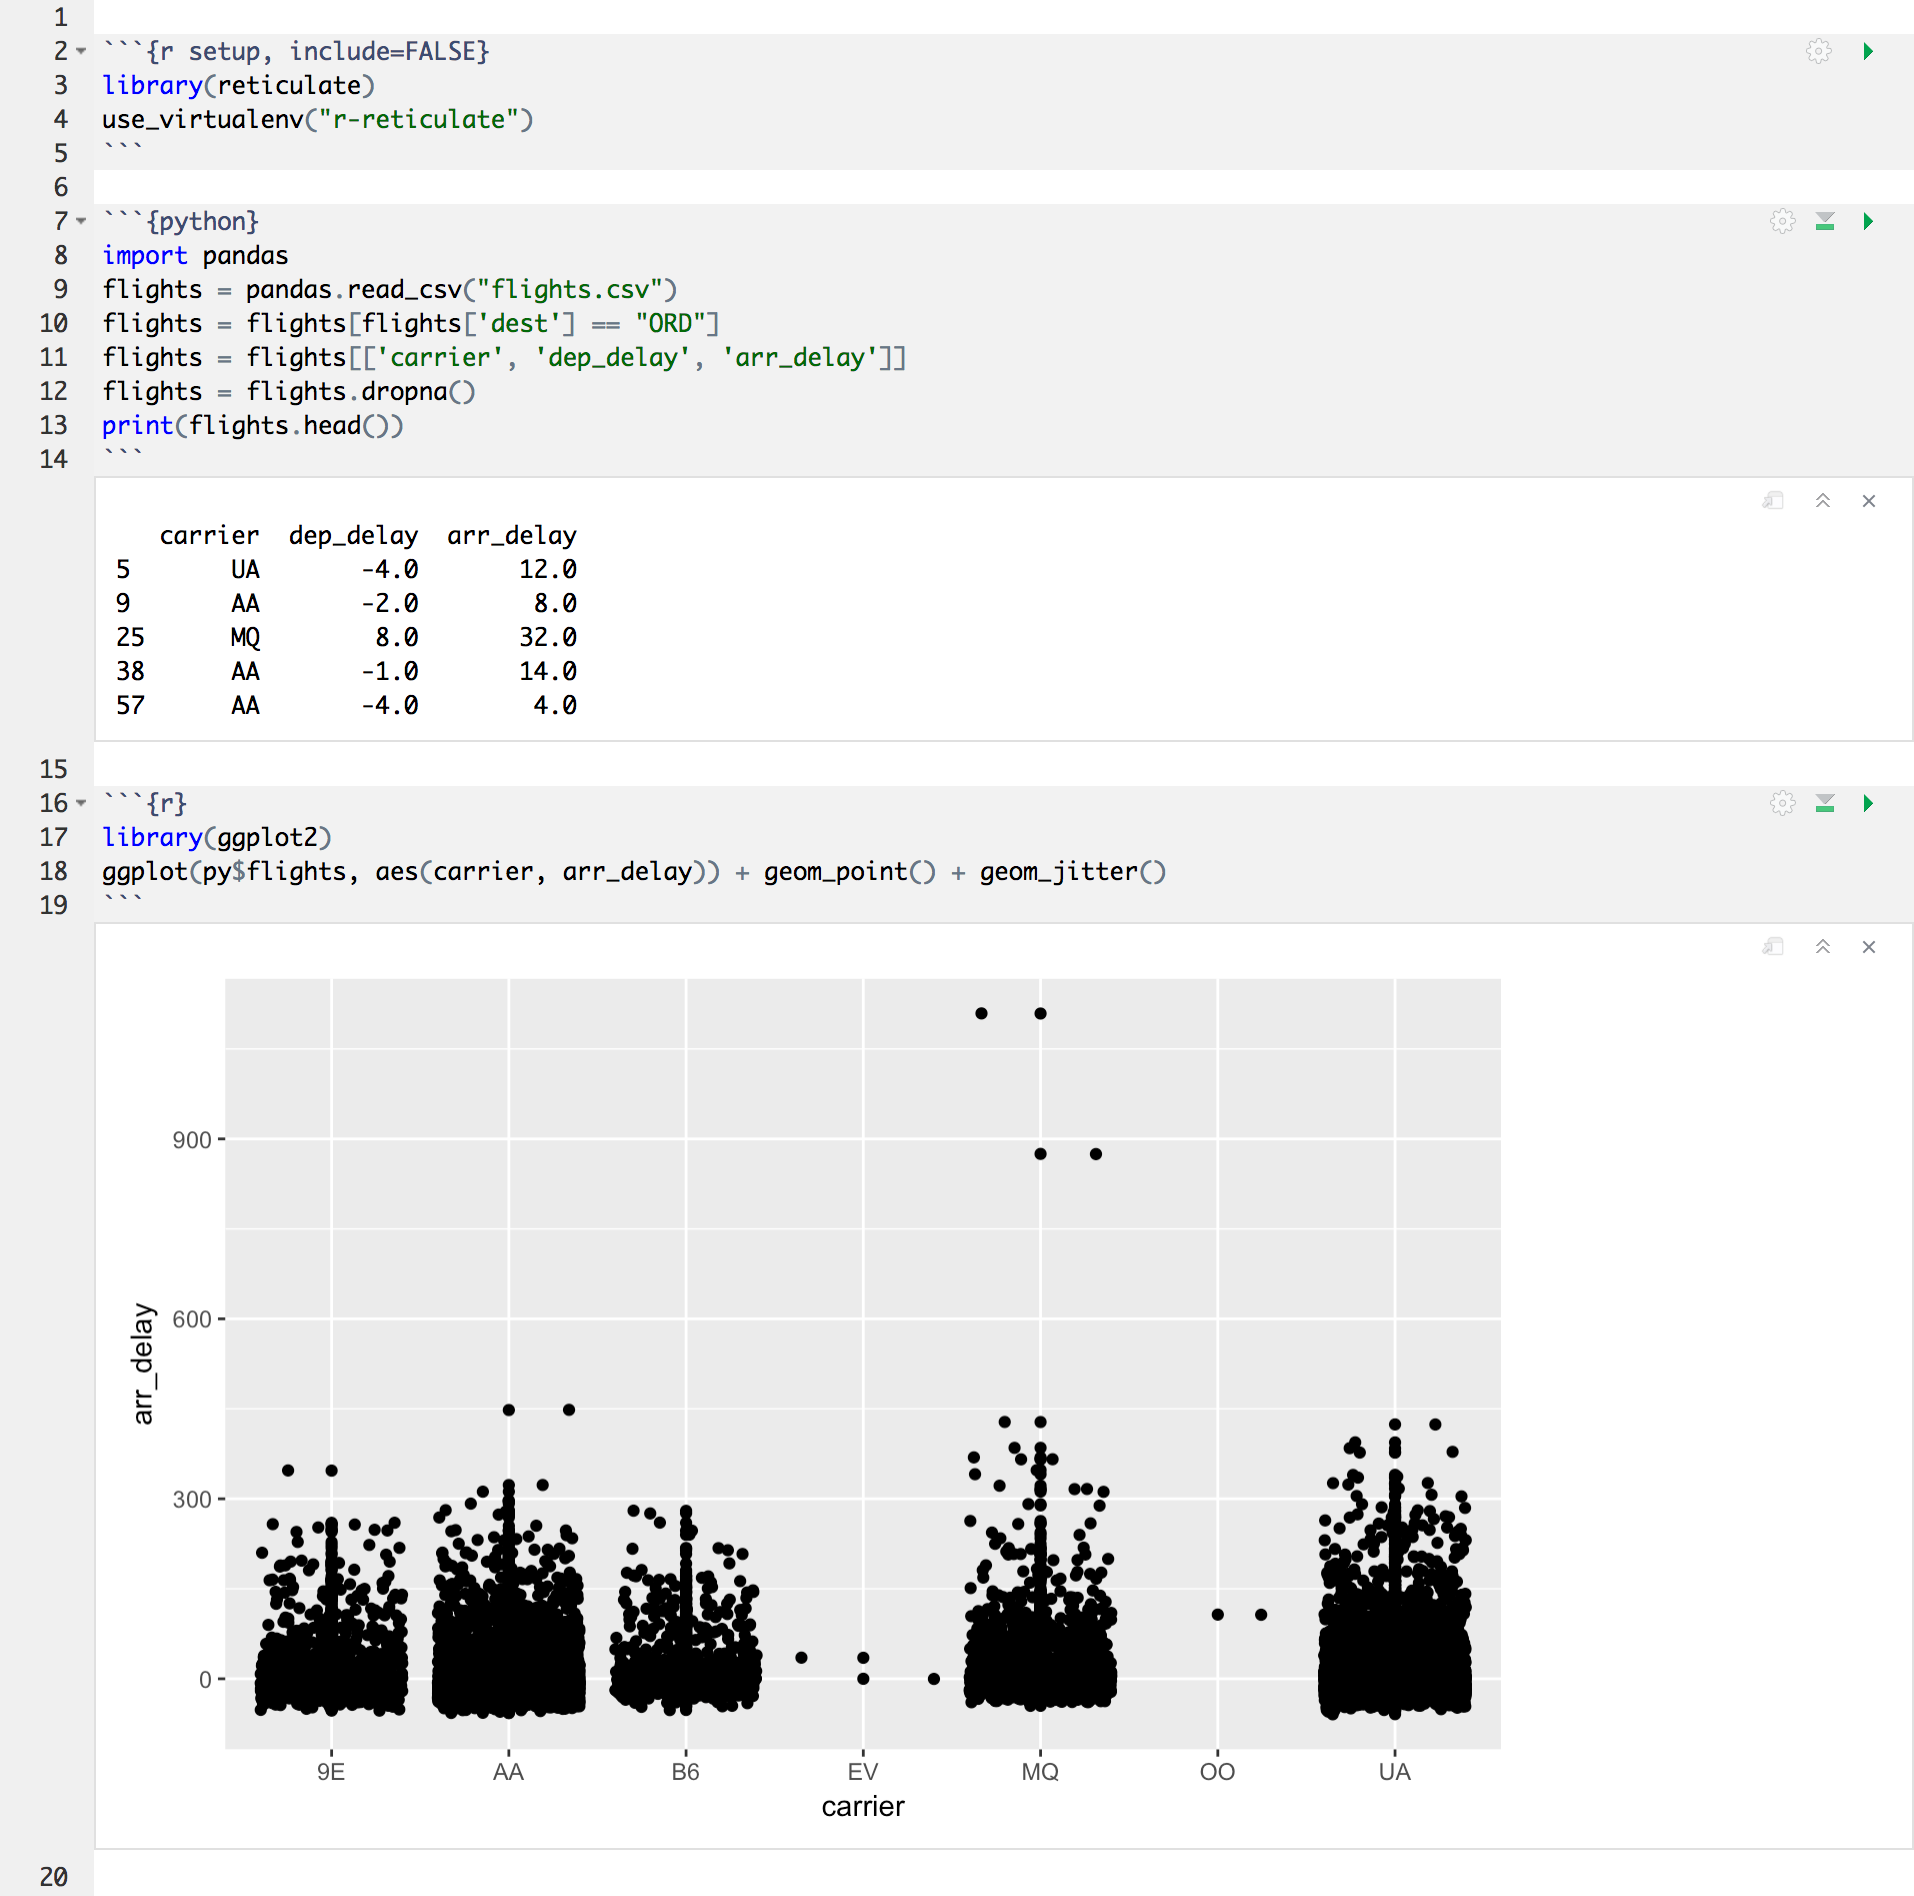 1
2 ```{r setup, include=FALSE}
3 library(reticulate)
4 use_virtualenv("r-reticulate")
5 ```
6
7 ```{python}
8 import pandas
9 flights = pandas.read_csv("flights.csv")
10 flights = flights[flights['dest'] == "ORD"]
11 flights = flights[['carrier', 'dep_delay', 'arr_delay']]
12 flights = flights.dropna()
13 print(flights.head())
14 ```
carrier dep_delay arr_delay
5 UA -4.0 12.0
9 AA -2.0 8.0
25 MQ 8.0 32.0
38 AA -1.0 14.0
57 AA -4.0 4.0
15
16 ```{r}
17 library(ggplot2)
18 ggplot(py$flights, aes(carrier, arr_delay)) + geom_point() + geom_jitter()
19 ```
900
600
300
0
arr_delay
9E AA B6 EV MQ OO UA
carrier
20